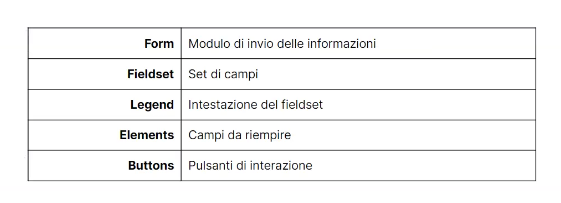 Form Modulo di invio delle informazioni
Fieldset Set di campi
Legend Intestazione del fieldset
Elements Campi da riempire
Buttons Pulsanti di interazione